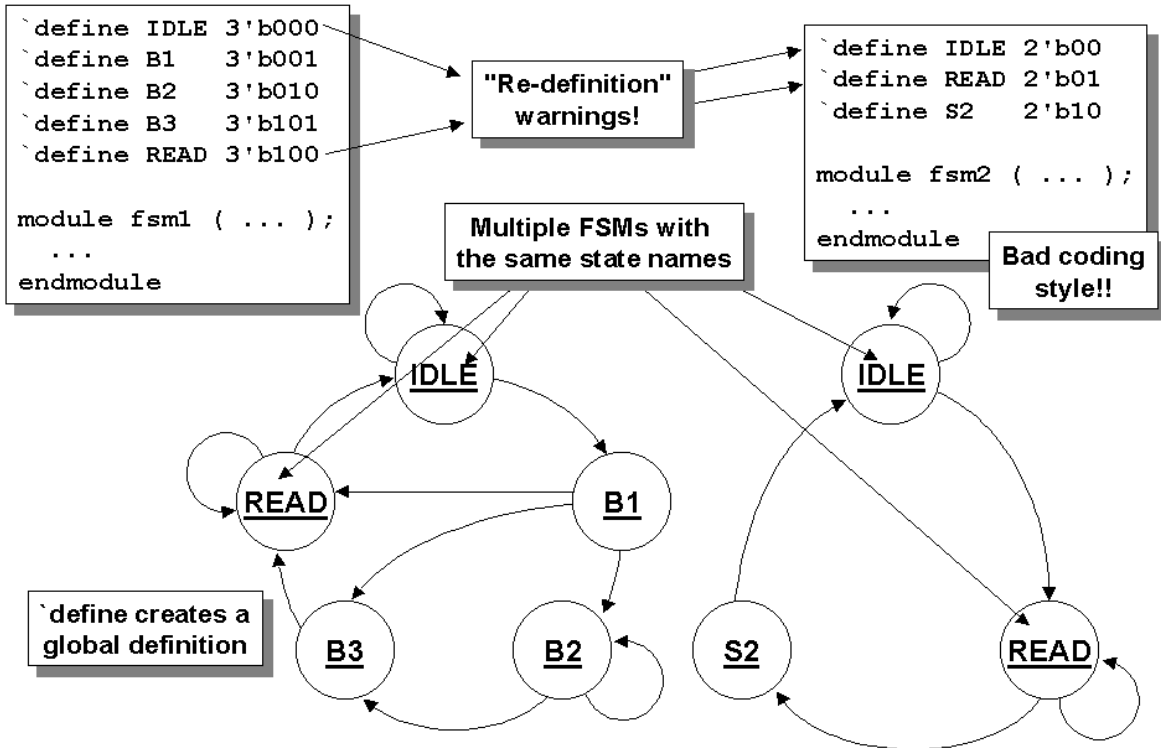 `define IDLE 3'b000
`define B1 3'b001
`define B2 3'b010
`define B3 3'b101
`define READ 3'b100
module fsm1 ( ... );
...
endmodule
"Re-definition"
warnings!
`define IDLE 2'b00
`define READ 2'b01
`define S2 2'b10
module fsm2 ( ... );
...
endmodule
Bad coding
style!!
Multiple FSMs with
the same state names
IDLE
READ
B1
B3
B2
IDLE
S2
READ
`define creates a
global definition